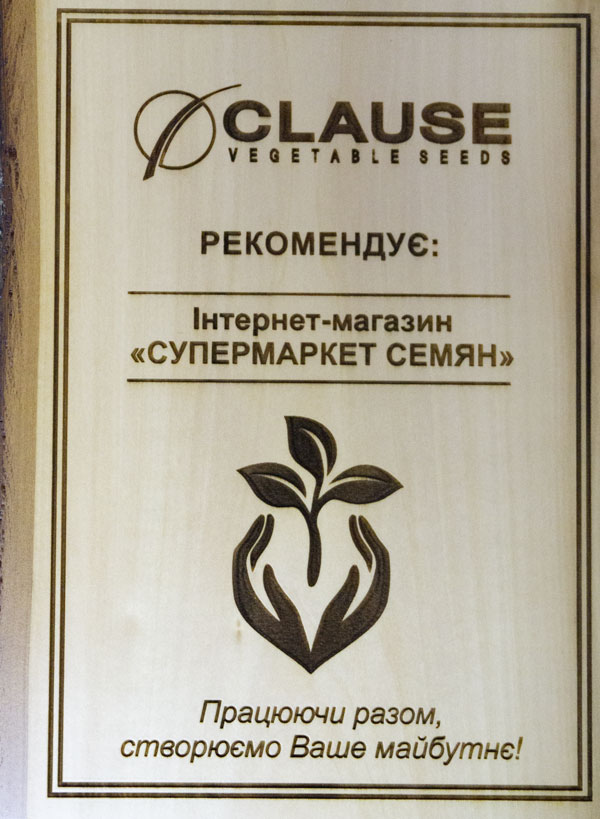 CLAUSE
VEGETABLE SEEDS
РЕКОМЕНДУЄ:
Інтернет-магазин
«СУПЕРМАРКЕТ СЕМЯН»
Працюючи разом,
створюємо Ваше майбутнє!